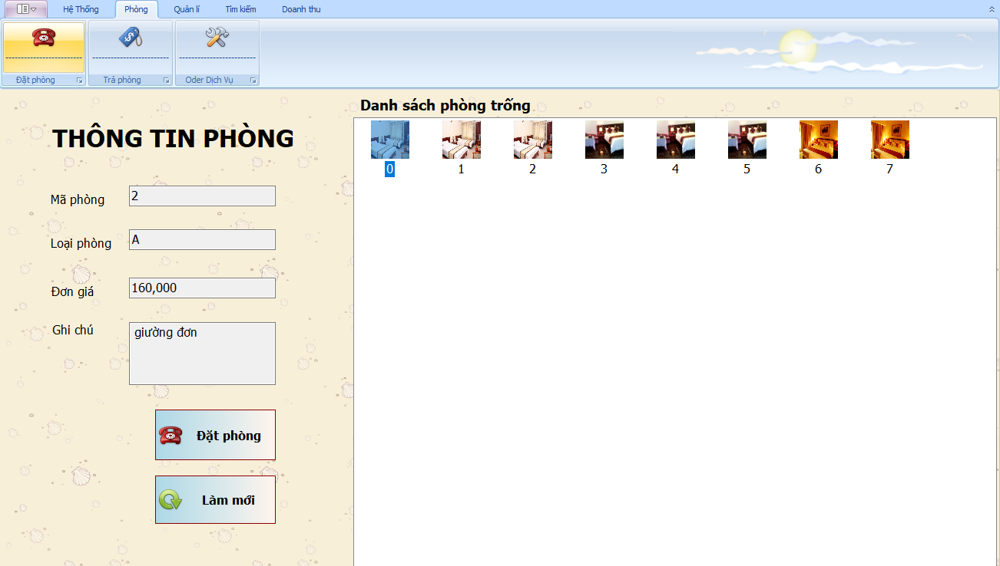 Hệ Thống Phòng Quản lí Tìm kiếm Doanh thu
Đặt phòng Trả phòng Oder Dịch Vụ
Danh sách phòng trống
THÔNG TIN PHÒNG
0 1 2 3 4 5 6 7
Mã phòng 2
Loại phòng A
Đơn giá 160,000
Ghi chú giường đơn
Đặt phòng
Làm mới